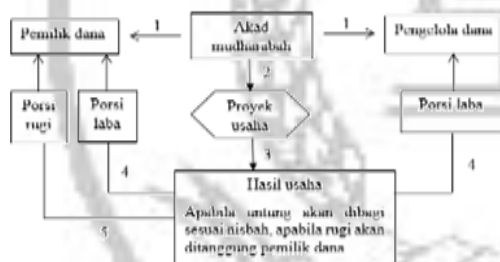 Pemilik dana
1
Akad
mudharabah
1
Pengelola dana
2
Porsi
rugi
Porsi
laba
Proyek
usaha
Porsi laba
3
4
4
5
Hasil usaha
Apabila untung akan dibagi
sesuai nisbah, apabila rugi akan
ditanggung pemilik dana